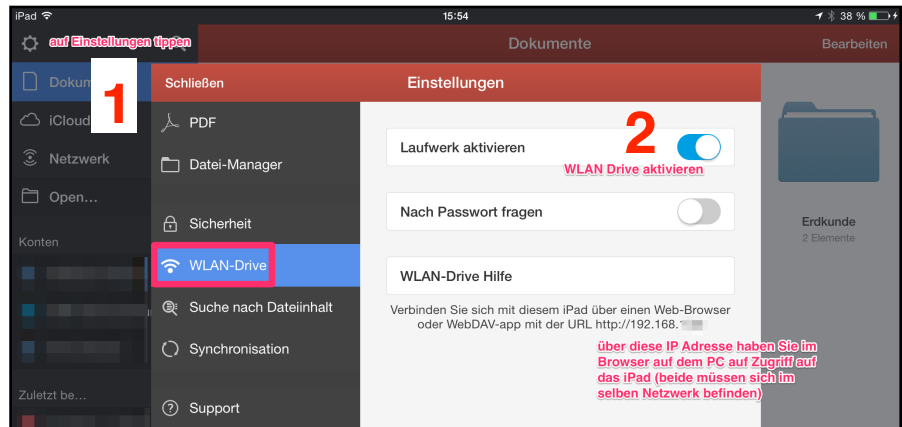 iPad 15:54 38 %
auf Einstellungen tippen
Dokumente
Bearbeiten
1
Schließen
Einstellungen
iCloud
Netzwerk
Open...
Konten
Zuletzt be...
PDF
Datei-Manager
Sicherheit
WLAN-Drive
Suche nach Dateiinhalt
Synchronisation
Support
2
Laufwerk aktivieren
WLAN Drive aktivieren
Nach Passwort fragen
WLAN-Drive Hilfe
Verbinden Sie sich mit diesem iPad über einen Web-Browser
oder WebDAV-app mit der URL http://192.168.
über diese IP Adresse haben Sie im
Browser auf dem PC auf Zugriff auf
das iPad (beide müssen sich im
selben Netzwerk befinden)
Erdkunde
2 Elemente